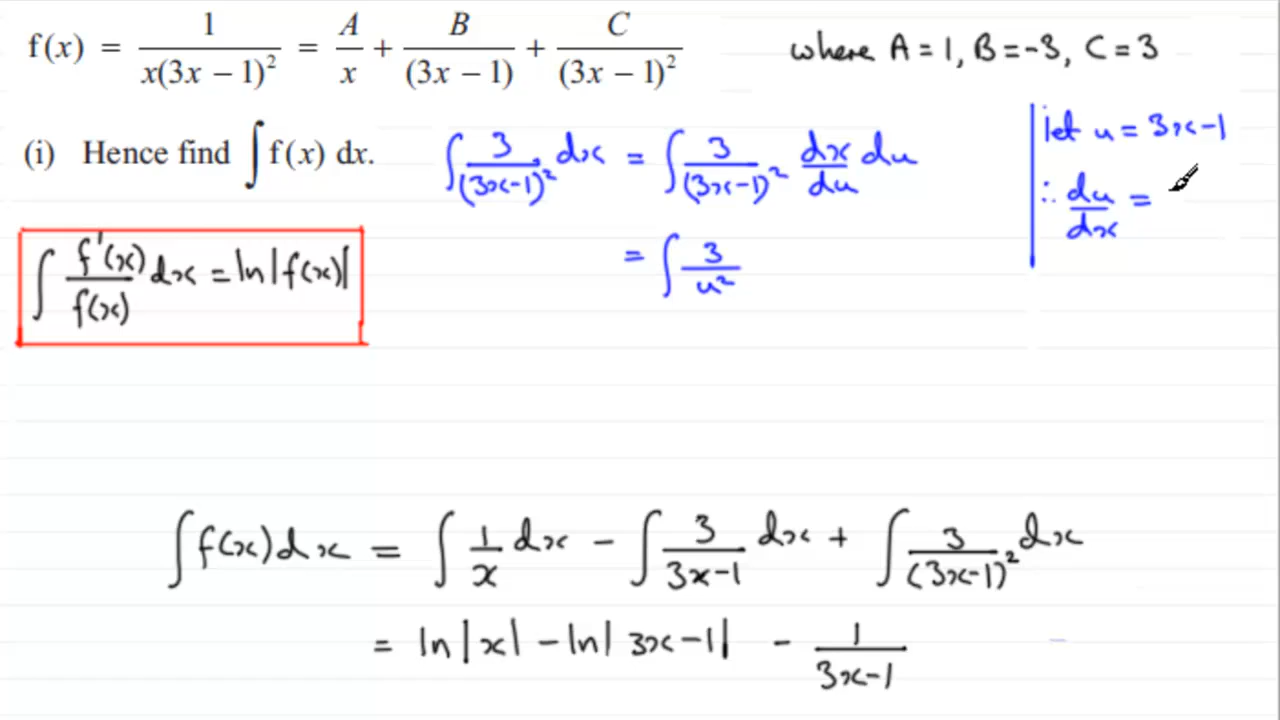 f(x) = 1/(x(3x − 1)²) = A/x + B/(3x − 1) + C/(3x − 1)² where A = 1, B = -3, C = 3
(i) Hence find ∫ f(x) dx.
∫ 3/(3x-1)² dx = ∫ 3/(3x-1)² dx/du du
= ∫ 3/u²
let u = 3x-1
∴ du/dx =
∫ f'(x)/f(x) dx = ln|f(x)|
∫ f(x) dx = ∫ 1/x dx - ∫ 3/(3x-1) dx + ∫ 3/(3x-1)² dx
= ln|x| - ln|3x-1| - 1/(3x-1)